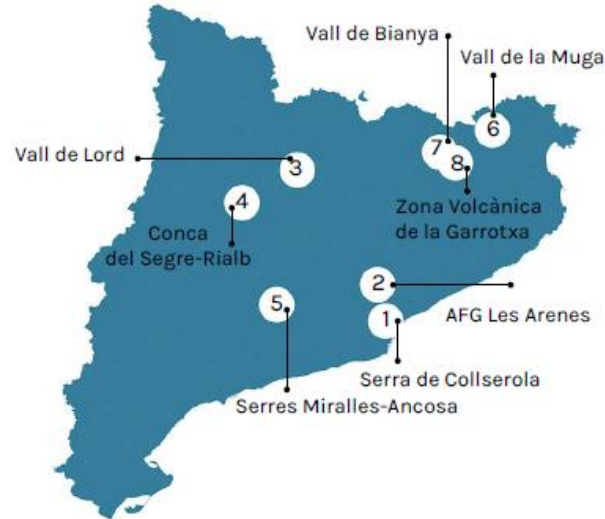 Vall de Bianya
Vall de la Muga
6
7
8
Vall de Lord
3
4
Zona Volcànica
de la Garrotxa
Conca
del Segre-Rialb
2
5
1
AFG Les Arenes
Serra de Collserola
Serres Miralles-Ancosa